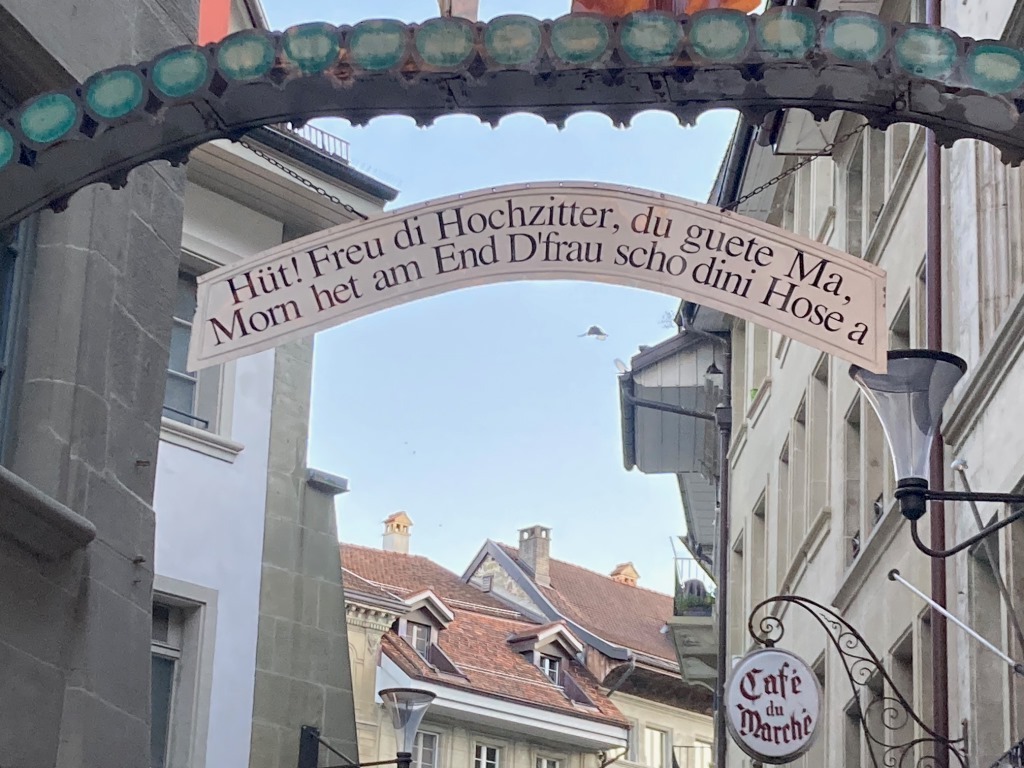 Hüt! Freu di Hochzitter, du guete Ma,
Morn het am End D'frau scho dini Hose a
Café
du
Marché